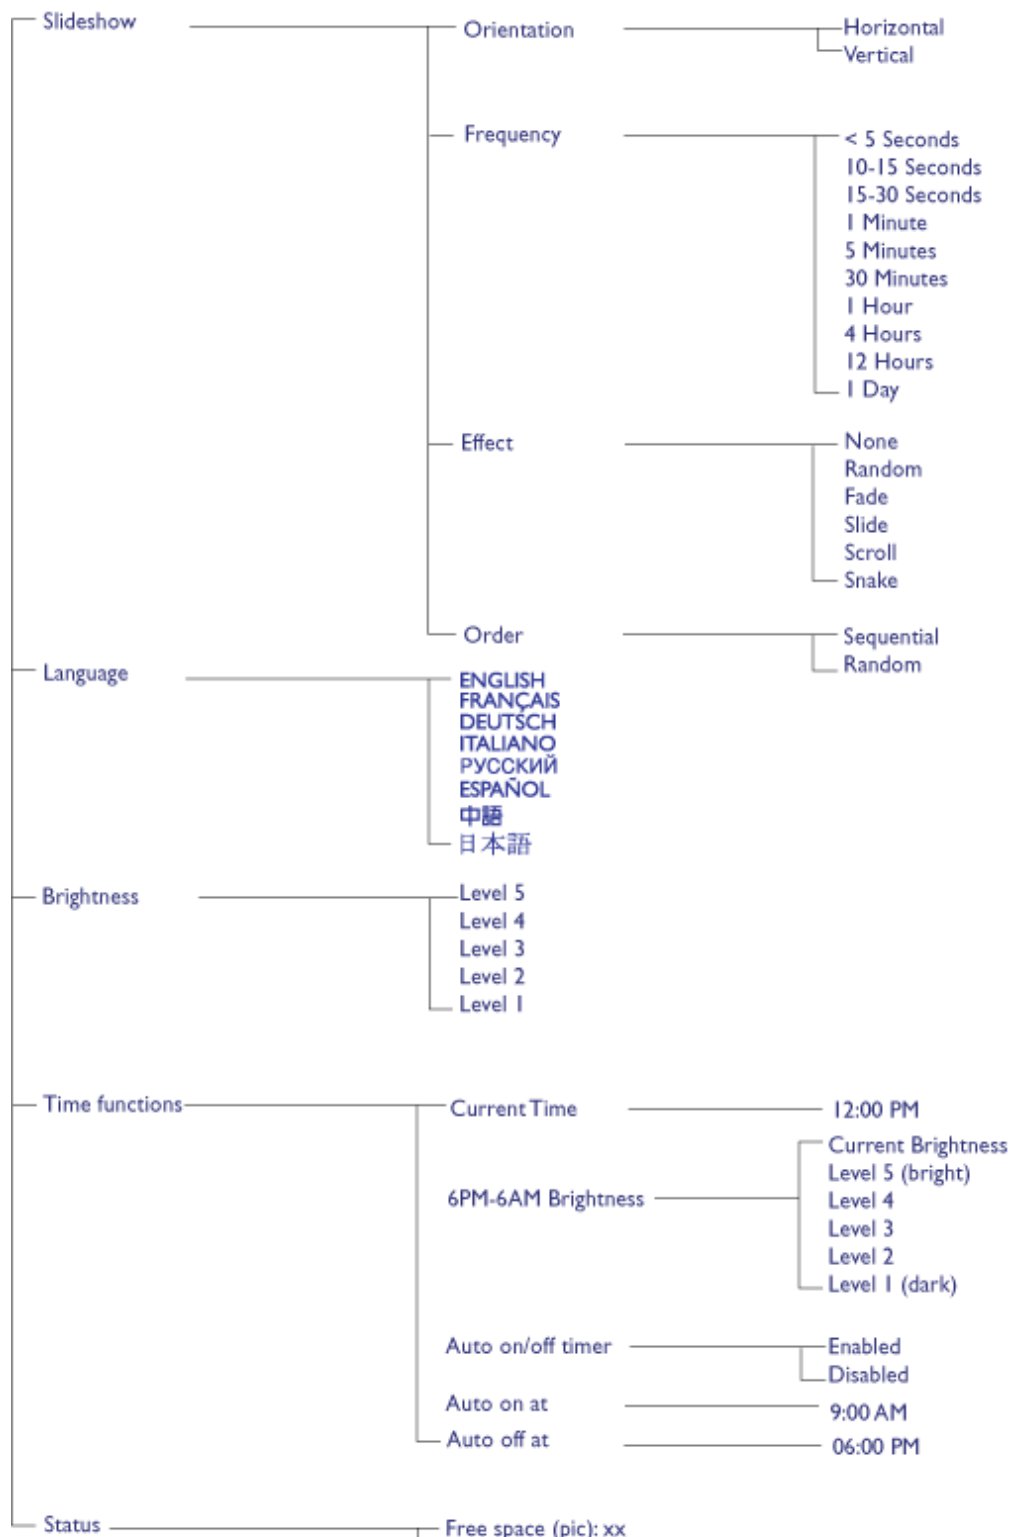 Slideshow
Orientation
Horizontal
Vertical
Frequency
< 5 Seconds
10-15 Seconds
15-30 Seconds
1 Minute
5 Minutes
30 Minutes
1 Hour
4 Hours
12 Hours
1 Day
Effect
None
Random
Fade
Slide
Scroll
Snake
Order
Sequential
Random
Language
ENGLISH
FRANÇAIS
DEUTSCH
ITALIANO
РУССКИЙ
ESPAÑOL
中語
日本語
Brightness
Level 5
Level 4
Level 3
Level 2
Level 1
Time functions
Current Time
12:00 PM
6PM-6AM Brightness
Current Brightness
Level 5 (bright)
Level 4
Level 3
Level 2
Level 1 (dark)
Auto on/off timer
Enabled
Disabled
Auto on at
9:00 AM
Auto off at
06:00 PM
Status
Free space (pic): xx